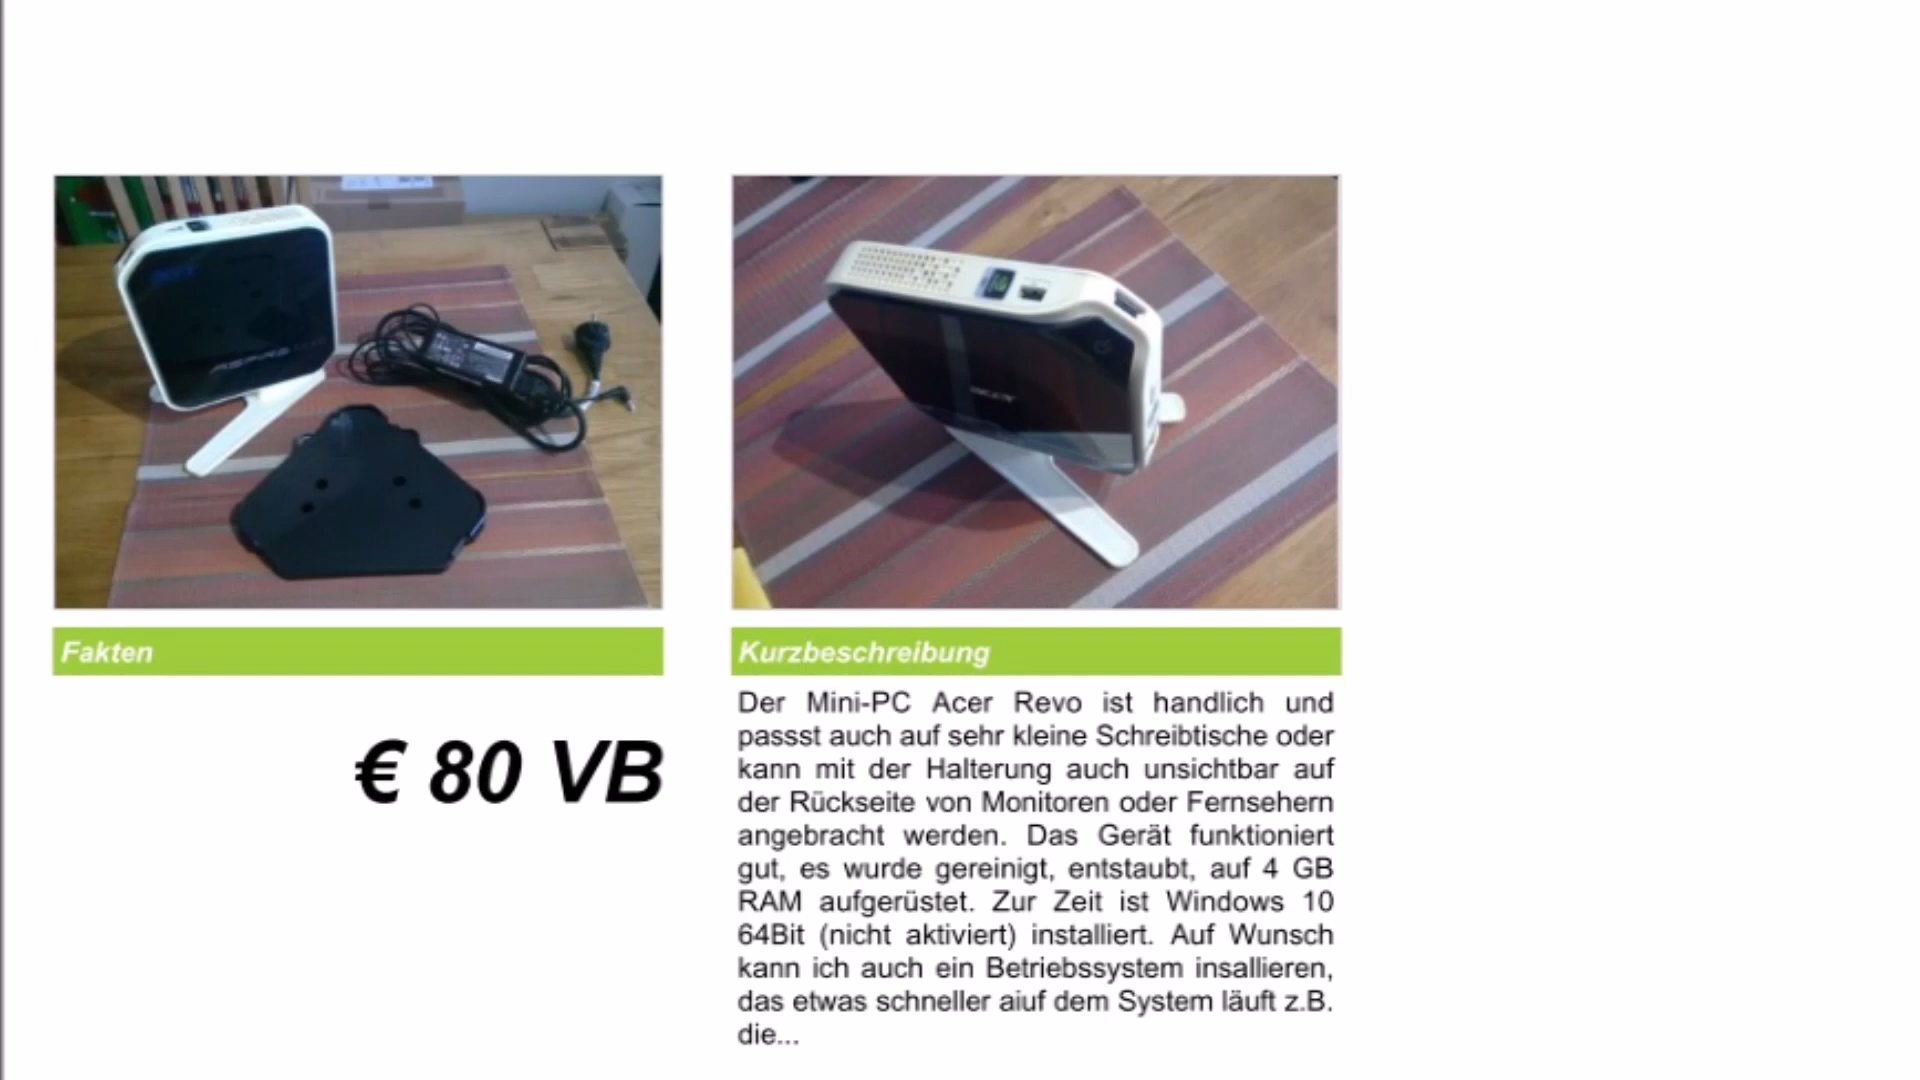 Fakten
€ 80 VB
Kurzbeschreibung
Der Mini-PC Acer Revo ist handlich und
passst auch auf sehr kleine Schreibtische oder
kann mit der Halterung auch unsichtbar auf
der Rückseite von Monitoren oder Fernsehern
angebracht werden. Das Gerät funktioniert
gut, es wurde gereinigt, entstaubt, auf 4 GB
RAM aufgerüstet. Zur Zeit ist Windows 10
64Bit (nicht aktiviert) installiert. Auf Wunsch
kann ich auch ein Betriebssystem insallieren,
das etwas schneller aiuf dem System läuft z.B.
die...